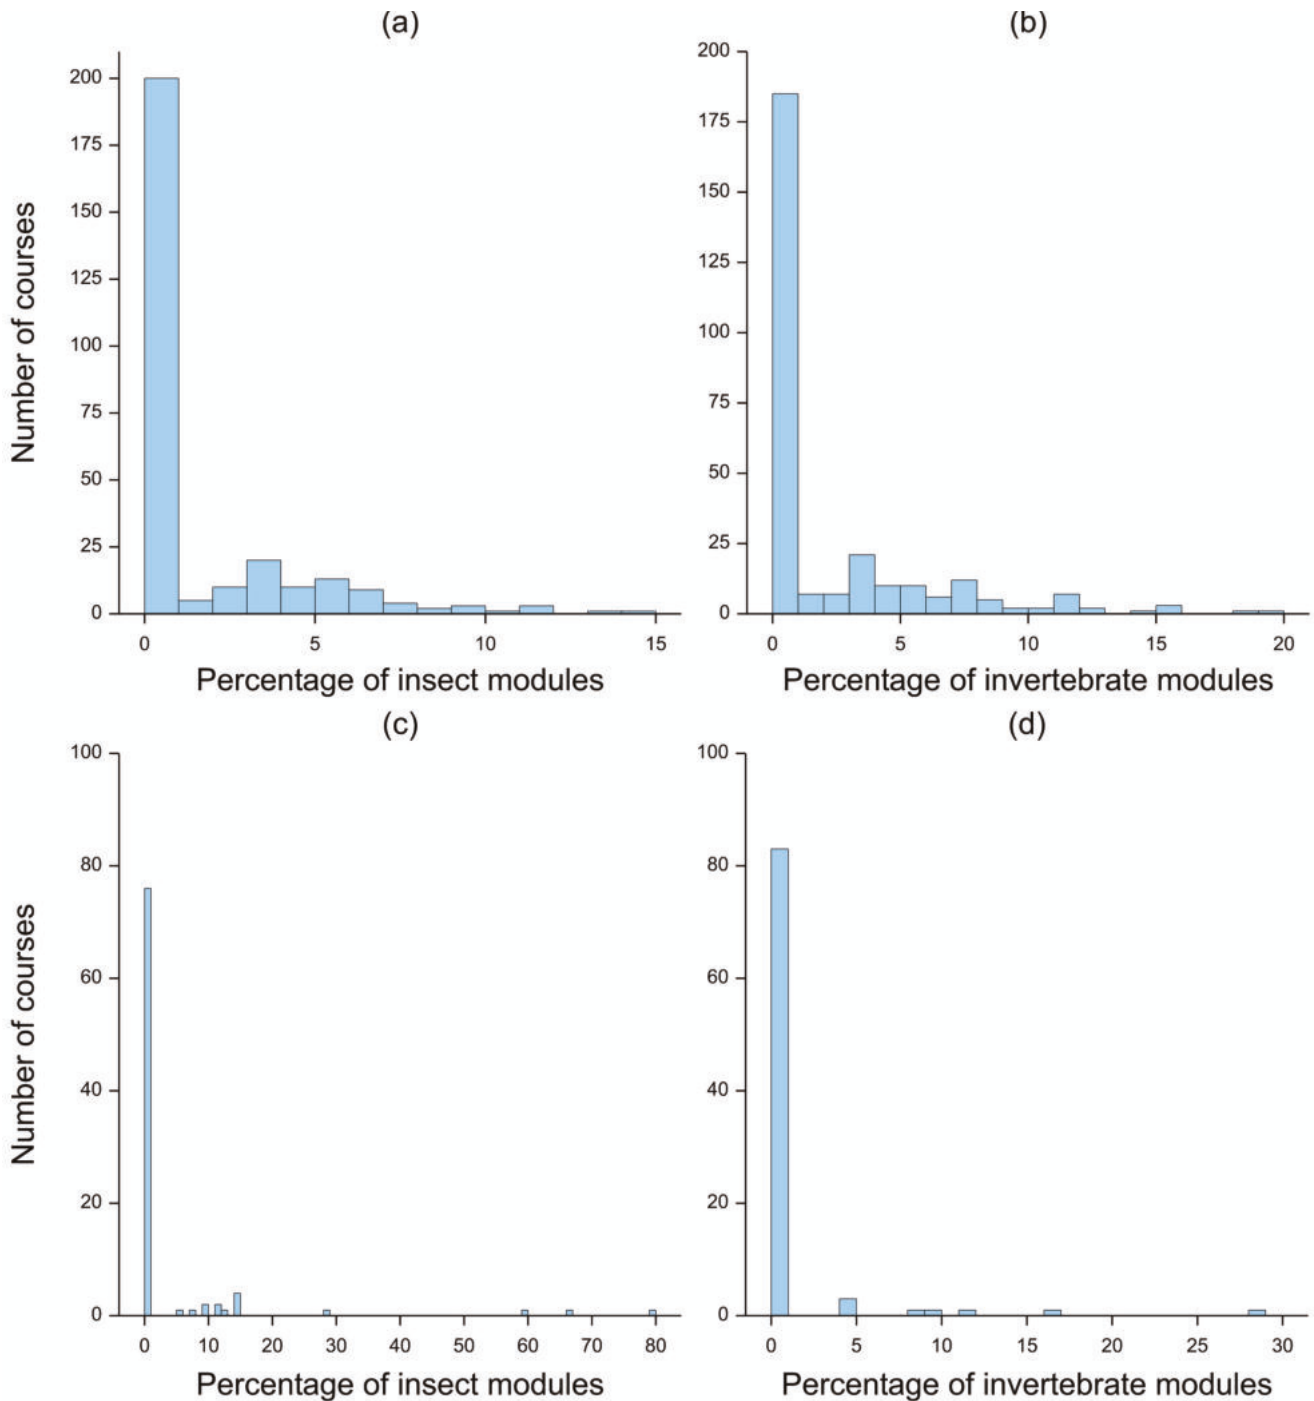 (a)
200
175
150
125
100
75
50
25
0
Number of courses
0 5 10 15
Percentage of insect modules
(b)
200
175
150
125
100
75
50
25
0
0 5 10 15 20
Percentage of invertebrate modules
(c)
100
80
60
40
20
0
Number of courses
0 10 20 30 40 50 60 70 80
Percentage of insect modules
(d)
100
80
60
40
20
0
0 5 10 15 20 25 30
Percentage of invertebrate modules